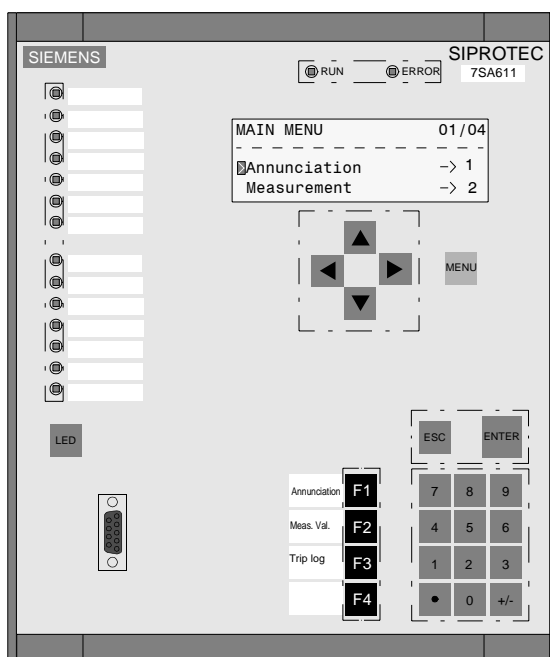 SIEMENS
SIPROTEC
RUN ERROR 7SA611
MAIN MENU 01/04
Annunciation -> 1
Measurement -> 2
MENU
LED
ESC ENTER
Annunciation F1 7 8 9
Meas. Val. F2 4 5 6
Trip log F3 1 2 3
F4 • 0 +/-